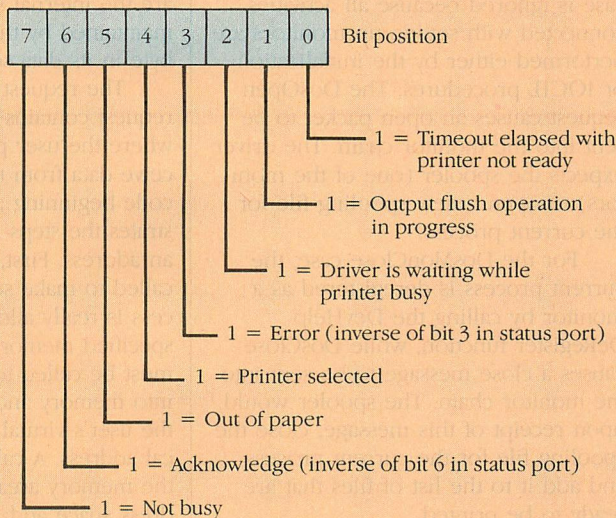 7 6 5 4 3 2 1 0 Bit position
1 = Timeout elapsed with
printer not ready
1 = Output flush operation
in progress
1 = Driver is waiting while
printer busy
1 = Error (inverse of bit 3 in status port)
1 = Printer selected
1 = Out of paper
1 = Acknowledge (inverse of bit 6 in status port)
1 = Not busy